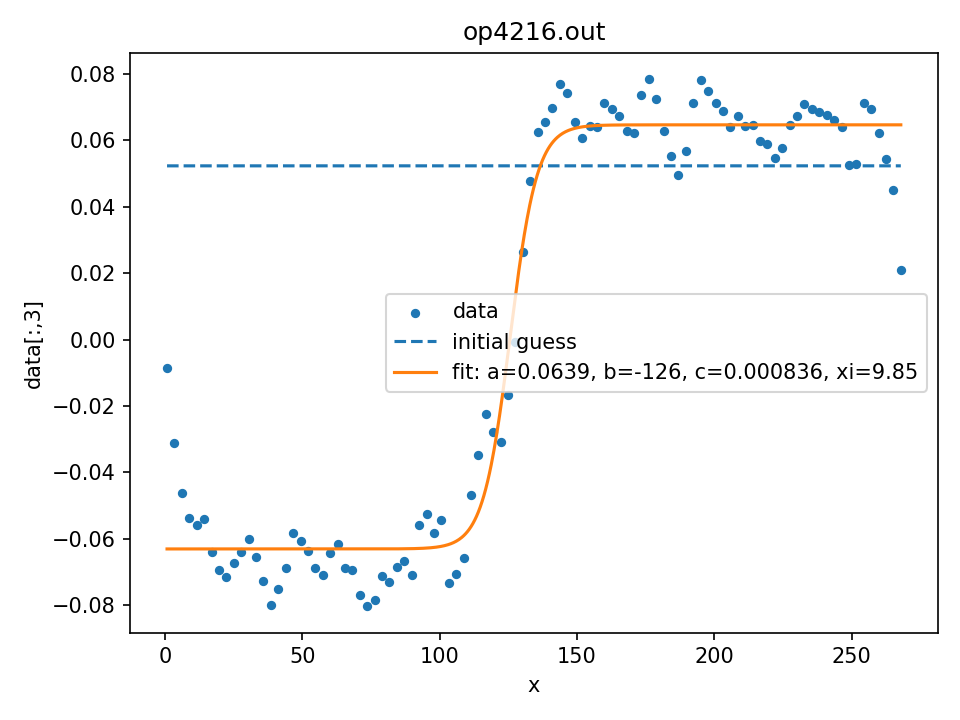 op4216.out
0.08
0.06
0.04
0.02
0.00
−0.02
−0.04
−0.06
−0.08
data[:,3]
data
initial guess
fit: a=0.0639, b=-126, c=0.000836, xi=9.85
0
50
100
150
200
250
x